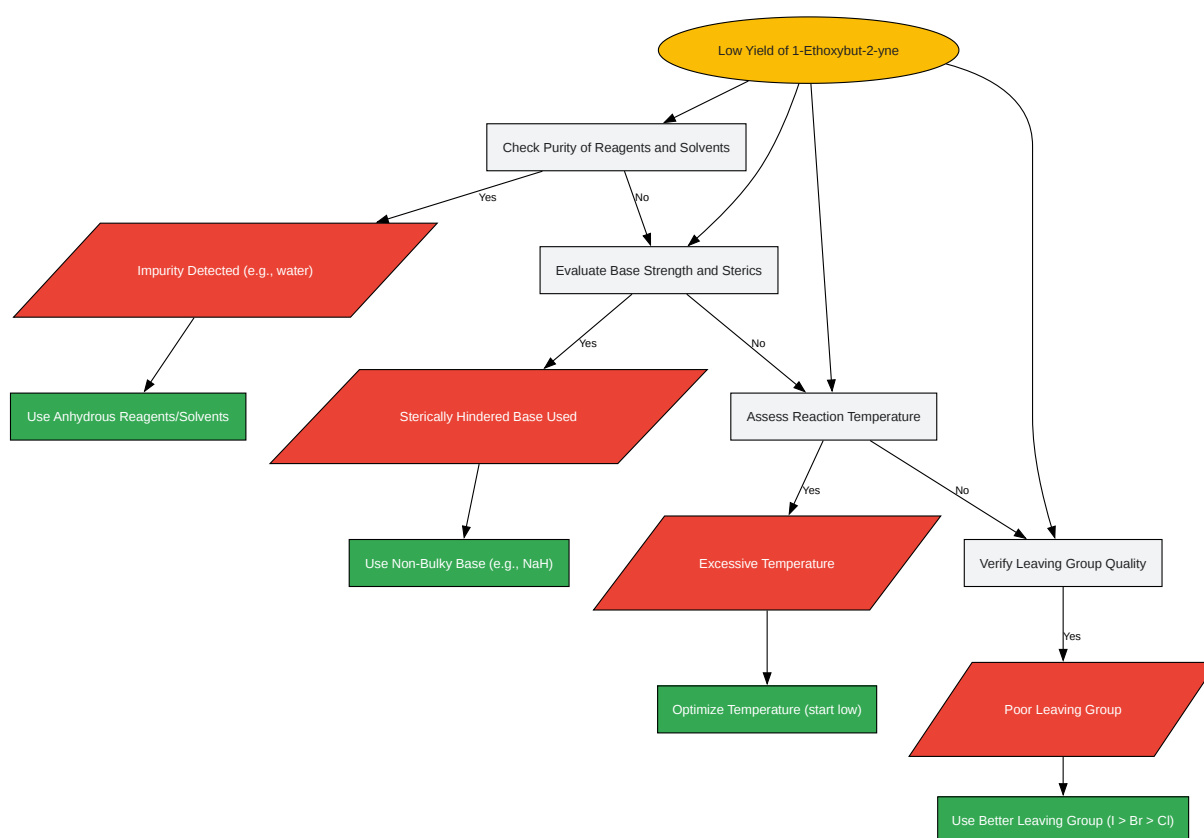 Low Yield of 1-Ethoxybut-2-yne
Check Purity of Reagents and Solvents
Yes
No
Impurity Detected (e.g., water)
Evaluate Base Strength and Sterics
Yes
No
Use Anhydrous Reagents/Solvents
Sterically Hindered Base Used
Assess Reaction Temperature
Yes
No
Use Non-Bulky Base (e.g., NaH)
Excessive Temperature
Verify Leaving Group Quality
Yes
Optimize Temperature (start low)
Poor Leaving Group
Use Better Leaving Group (I > Br > Cl)